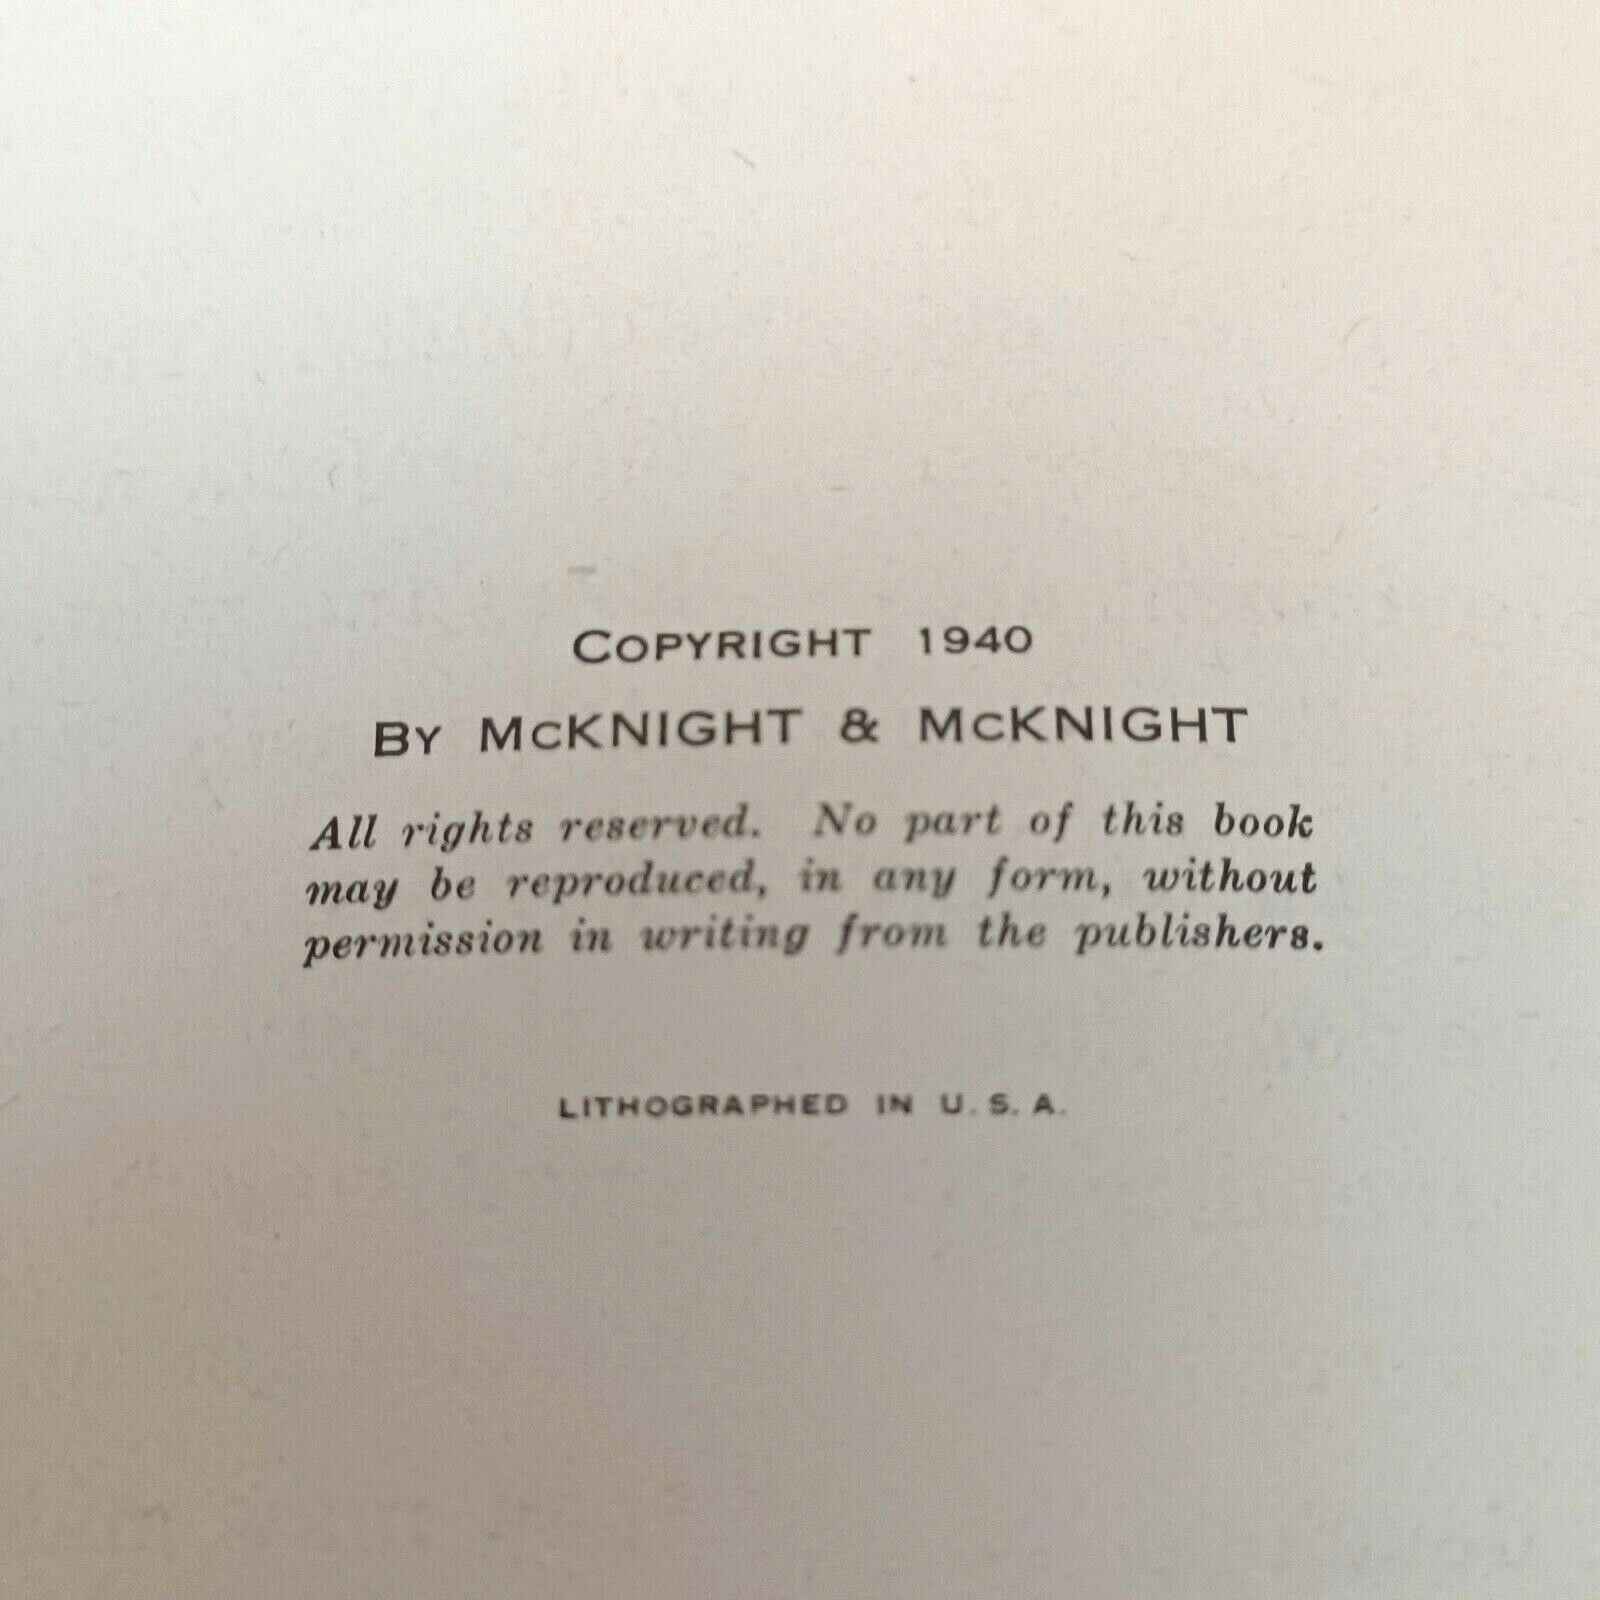 COPYRIGHT 1940
BY MCKNIGHT & MCKNIGHT
All rights reserved. No part of this book
may be reproduced, in any form, without
permission in writing from the publishers.
LITHOGRAPHED IN U. S. A.